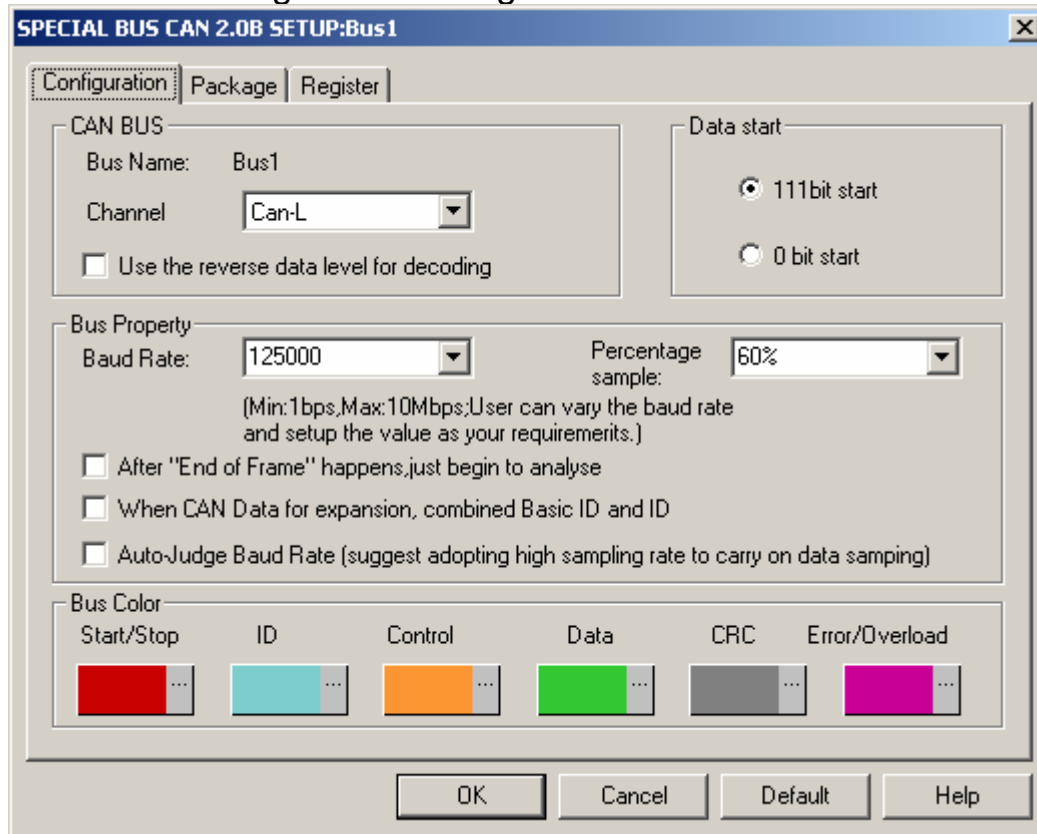 SPECIAL BUS CAN 2.0B SETUP:Bus1
Configuration Package Register
CAN BUS
Bus Name: Bus1
Channel Can-L
Use the reverse data level for decoding
Data start
111bit start
0 bit start
Bus Property
Baud Rate: 125000
Percentage
sample:
60%
(Min:1bps,Max:10Mbps;User can vary the baud rate
and setup the value as your requiremerits.)
After "End of Frame" happens,just begin to analyse
When CAN Data for expansion, combined Basic ID and ID
Auto-Judge Baud Rate (suggest adopting high sampling rate to carry on data samping)
Bus Color
Start/Stop ID Control Data CRC Error/Overload
... ... ... ... ... ...
OK Cancel Default Help